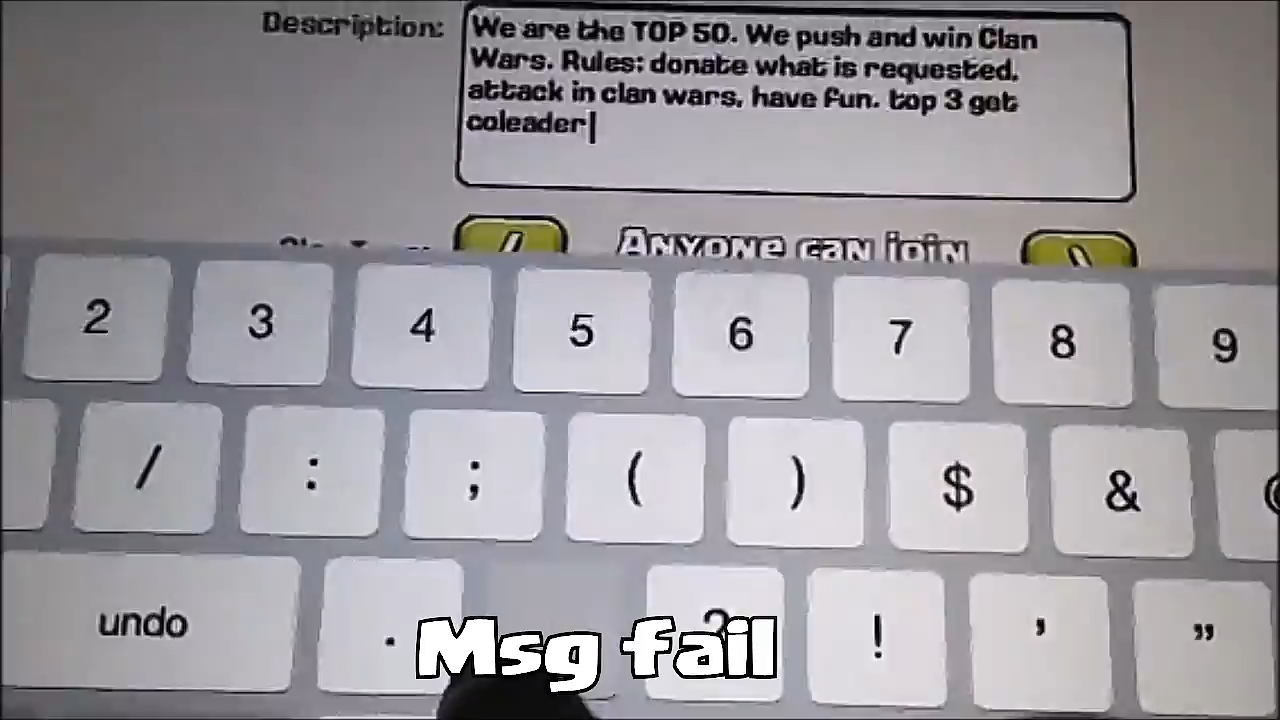 Description:
We are the TOP 50. We push and win Clan
Wars. Rules: donate what is requested,
attack in clan wars, have fun. top 3 get
coleader
Anyone can join
2 3 4 5 6 7 8 9
/ : ; ( ) $ &
undo . ? ! ' "
Msg fail